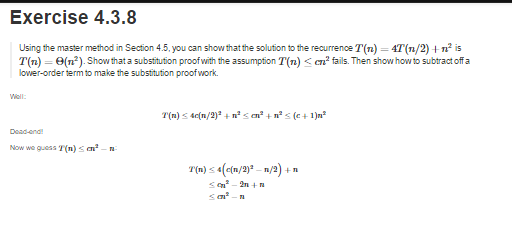 Exercise 4.3.8
Using the master method in Section 4.5, you can show that the solution to the recurrence T(n) = 4T(n/2) + n² is
T(n) = Θ(n²). Show that a substitution proof with the assumption T(n) ≤ cn² fails. Then show how to subtract off a
lower-order term to make the substitution proof work.
Well:
T(n) ≤ 4c(n/2)² + n² ≤ cn² + n² ≤ (c + 1)n²
Dead-end!
Now we guess T(n) ≤ cn² − n:
T(n) ≤ 4(c(n/2)² − n/2) + n
≤ cn² − 2n + n
≤ cn² − n